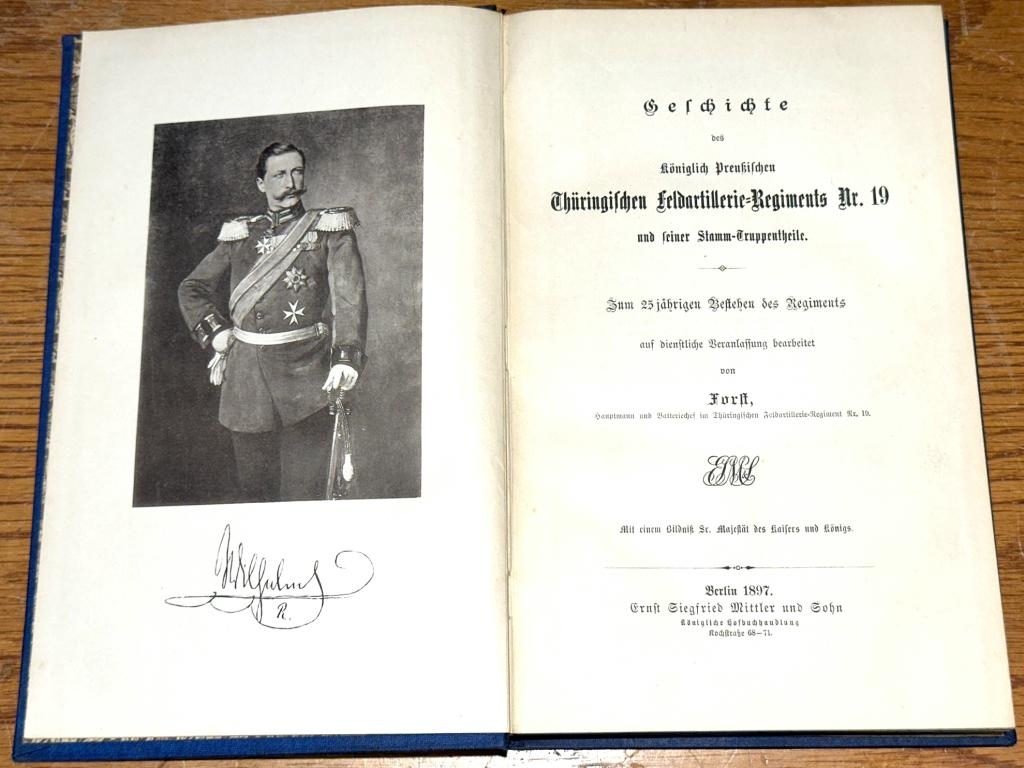 Wilhelm
R.
Geschichte
des
Königlich Preußischen
Thüringischen Feldartillerie-Regiments Nr. 19
und seiner Stamm-Truppentheile.
Zum 25jährigen Bestehen des Regiments
auf dienstliche Veranlassung bearbeitet
von
Forst,
Hauptmann und Batteriechef im Thüringischen Feldartillerie-Regiment Nr. 19.
ESMS
Mit einem Bildniß Sr. Majestät des Kaisers und Königs.
Berlin 1897.
Ernst Siegfried Mittler und Sohn
Königliche Hofbuchhandlung
Kochstraße 68–71.